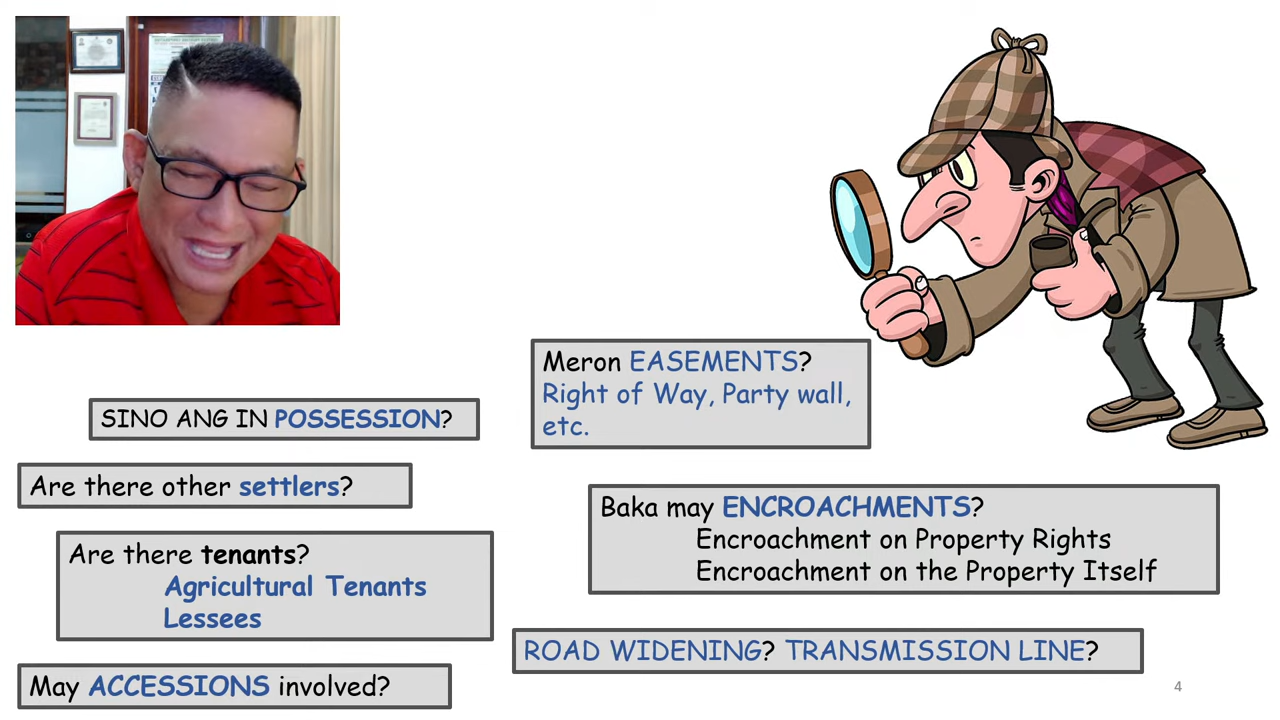 SINO ANG IN POSSESSION?
Are there other settlers?
Are there tenants?
Agricultural Tenants
Lessees
May ACCESSIONS involved?
Meron EASEMENTS?
Right of Way, Party wall,
etc.
Baka may ENCROACHMENTS?
Encroachment on Property Rights
Encroachment on the Property Itself
ROAD WIDENING? TRANSMISSION LINE?
4